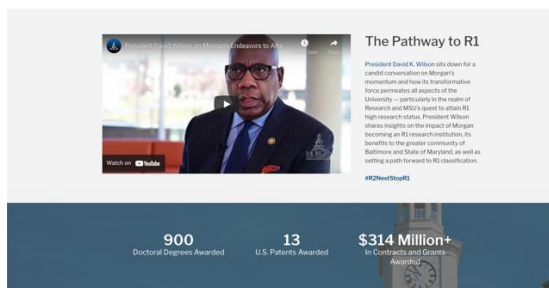 President David Wilson on Morgan's Endeavors to Atta
Share
Watch on YouTube
MORGAN
The Pathway to R1
President David K. Wilson sits down for a
candid conversation on Morgan's
momentum and how its transformative
force permeates all aspects of the
University — particularly in the realm of
Research and MSU's quest to attain R1
high research status. President Wilson
shares insights on the impact of Morgan
becoming an R1 research institution, its
benefits to the greater community of
Baltimore and State of Maryland, as well as
setting a path forward to R1 classification.
#R2NextStopR1
900
Doctoral Degrees Awarded
13
U.S. Patents Awarded
$314 Million+
In Contracts and Grants
Awarded